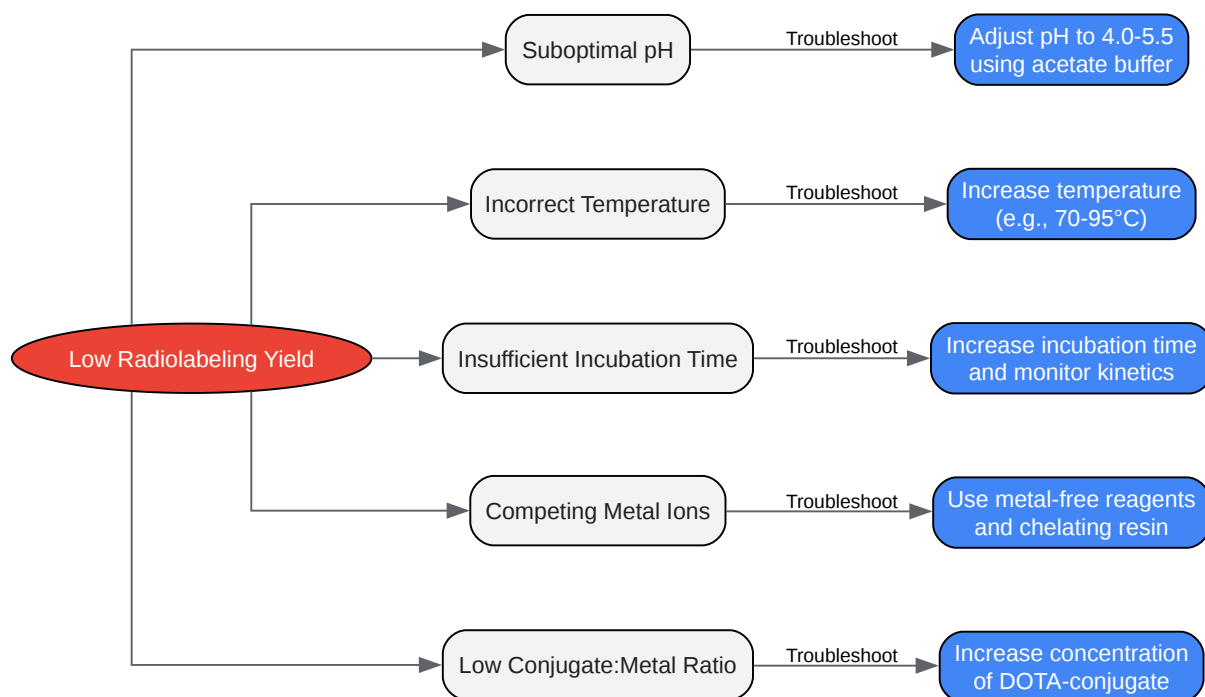 Suboptimal pH
Troubleshoot
Adjust pH to 4.0-5.5
using acetate buffer
Incorrect Temperature
Troubleshoot
Increase temperature
(e.g., 70-95°C)
Low Radiolabeling Yield
Insufficient Incubation Time
Troubleshoot
Increase incubation time
and monitor kinetics
Competing Metal Ions
Troubleshoot
Use metal-free reagents
and chelating resin
Low Conjugate:Metal Ratio
Troubleshoot
Increase concentration
of DOTA-conjugate